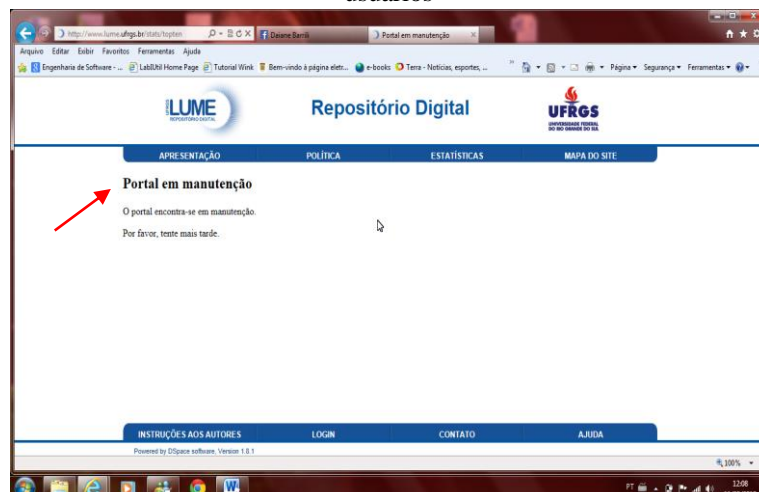 usuários
http://www.lume.ufrgs.br/stats/topten
Daiane Barrili
Portal em manutenção
Arquivo Editar Exibir Favoritos Ferramentas Ajuda
Engenharia de Software - ... LabIUtil Home Page Tutorial Wink Bem-vindo à página eletr... e-books Terra - Notícias, esportes, ... Página Segurança Ferramentas
LUME
REPOSITÓRIO DIGITAL
Repositório Digital
UFRGS
UNIVERSIDADE FEDERAL
DO RIO GRANDE DO SUL
APRESENTAÇÃO POLÍTICA ESTATÍSTICAS MAPA DO SITE
Portal em manutenção
O portal encontra-se em manutenção.
Por favor, tente mais tarde.
INSTRUÇÕES AOS AUTORES LOGIN CONTATO AJUDA
Powered by DSpace software, Version 1.8.1
100%
PT 12:08